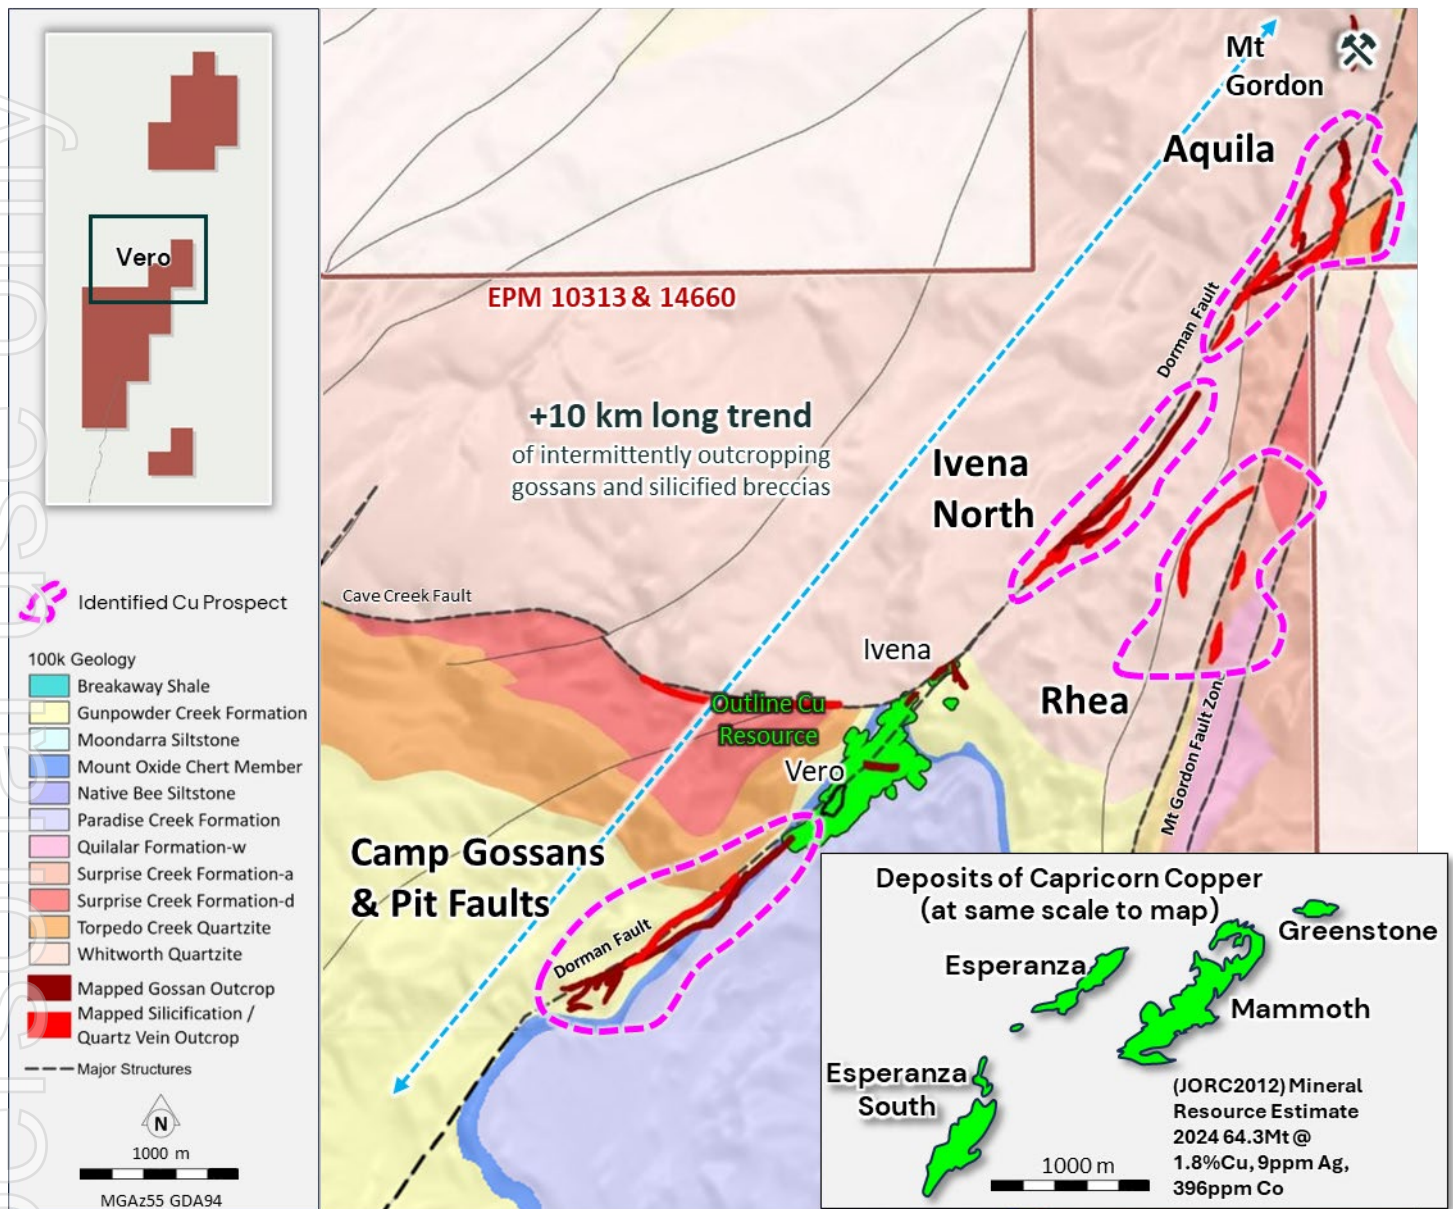 Vero
Identified Cu Prospect
100k Geology
Breakaway Shale
Gunpowder Creek Formation
Moondarra Siltstone
Mount Oxide Chert Member
Native Bee Siltstone
Paradise Creek Formation
Quilalar Formation-w
Surprise Creek Formation-a
Surprise Creek Formation-d
Torpedo Creek Quartzite
Whitworth Quartzite
Mapped Gossan Outcrop
Mapped Silicification /
Quartz Vein Outcrop
Major Structures
N
1000 m
MGAz55 GDA94
Mt
Gordon
Aquila
EPM 10313 & 14660
Dorman Fault
+10 km long trend
of intermittently outcropping
gossans and silicified breccias
Ivena
North
Cave Creek Fault
Ivena
Rhea
Outline Cu
Resource
Vero
Mt Gordon Fault Zon
Camp Gossans
& Pit Faults
Dorman Fault
Deposits of Capricorn Copper
(at same scale to map)
Greenstone
Esperanza
Mammoth
Esperanza
South
(JORC2012) Mineral
Resource Estimate
2024 64.3Mt @
1.8%Cu, 9ppm Ag,
396ppm Co
1000 m